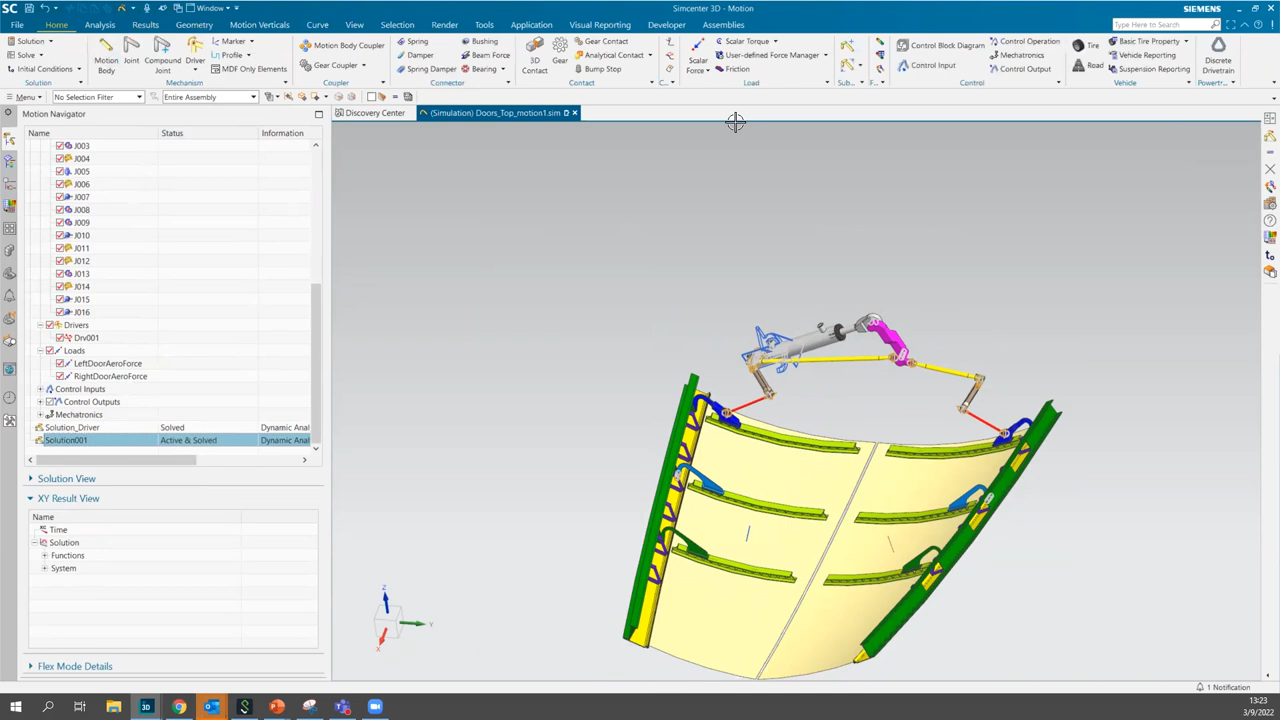 SC
Window
Simcenter 3D - Motion
SIEMENS
File
Home
Analysis
Results
Geometry
Motion Verticals
Curve
View
Selection
Render
Tools
Application
Visual Reporting
Developer
Assemblies
Type Here to Search
Solution
Solve
Initial Conditions
Solution
Motion Body
Joint
Compound Joint
Driver
Marker
Profile
MDF Only Elements
Mechanism
Motion Body Coupler
Gear Coupler
Coupler
Spring
Damper
Spring Damper
Bushing
Beam Force
Bearing
Connector
3D Contact
Gear
Gear Contact
Analytical Contact
Bump Stop
Contact
C...
Scalar Force
Scalar Torque
User-defined Force Manager
Friction
Load
Sub...
F...
Control Block Diagram
Control Input
Control Operation
Mechatronics
Control Output
Control
Tire
Basic Tire Property
Vehicle Reporting
Suspension Reporting
Vehicle
Discrete Drivetrain
Powertr...
Menu
No Selection Filter
Entire Assembly
Motion Navigator
Discovery Center
(Simulation) Doors_Top_motion1.sim
Name Status Information
J003
J004
J005
J006
J007
J008
J009
J010
J011
J012
J013
J014
J015
J016
Drivers
Drv001
Loads
LeftDoorAeroForce
RightDoorAeroForce
Control Inputs
Control Outputs
Mechatronics
Solution_Driver Solved Dynamic Anal
Solution001 Active & Solved Dynamic Anal
Solution View
XY Result View
Name
Time
Solution
Functions
System
Flex Mode Details
Z
Y
X
1 Notification
13:23
3/9/2022